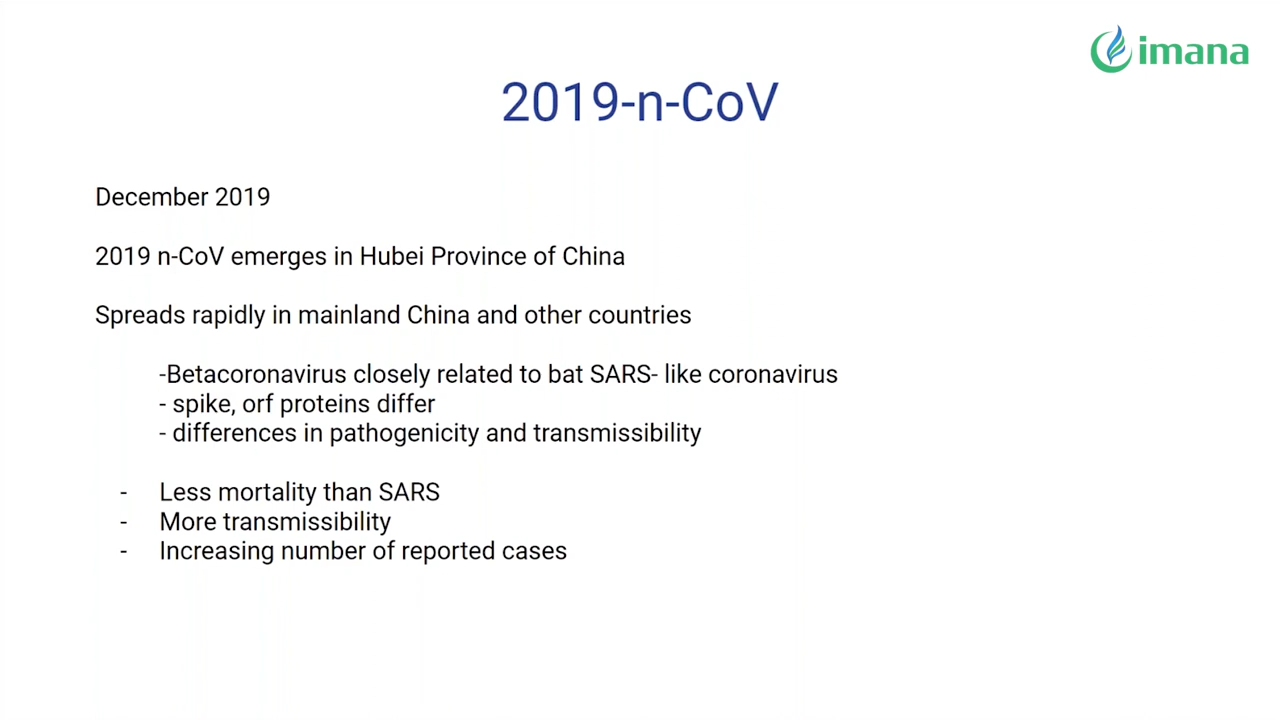 imana
2019-n-CoV
December 2019
2019 n-CoV emerges in Hubei Province of China
Spreads rapidly in mainland China and other countries
-Betacoronavirus closely related to bat SARS- like coronavirus
- spike, orf proteins differ
- differences in pathogenicity and transmissibility
- Less mortality than SARS
- More transmissibility
- Increasing number of reported cases